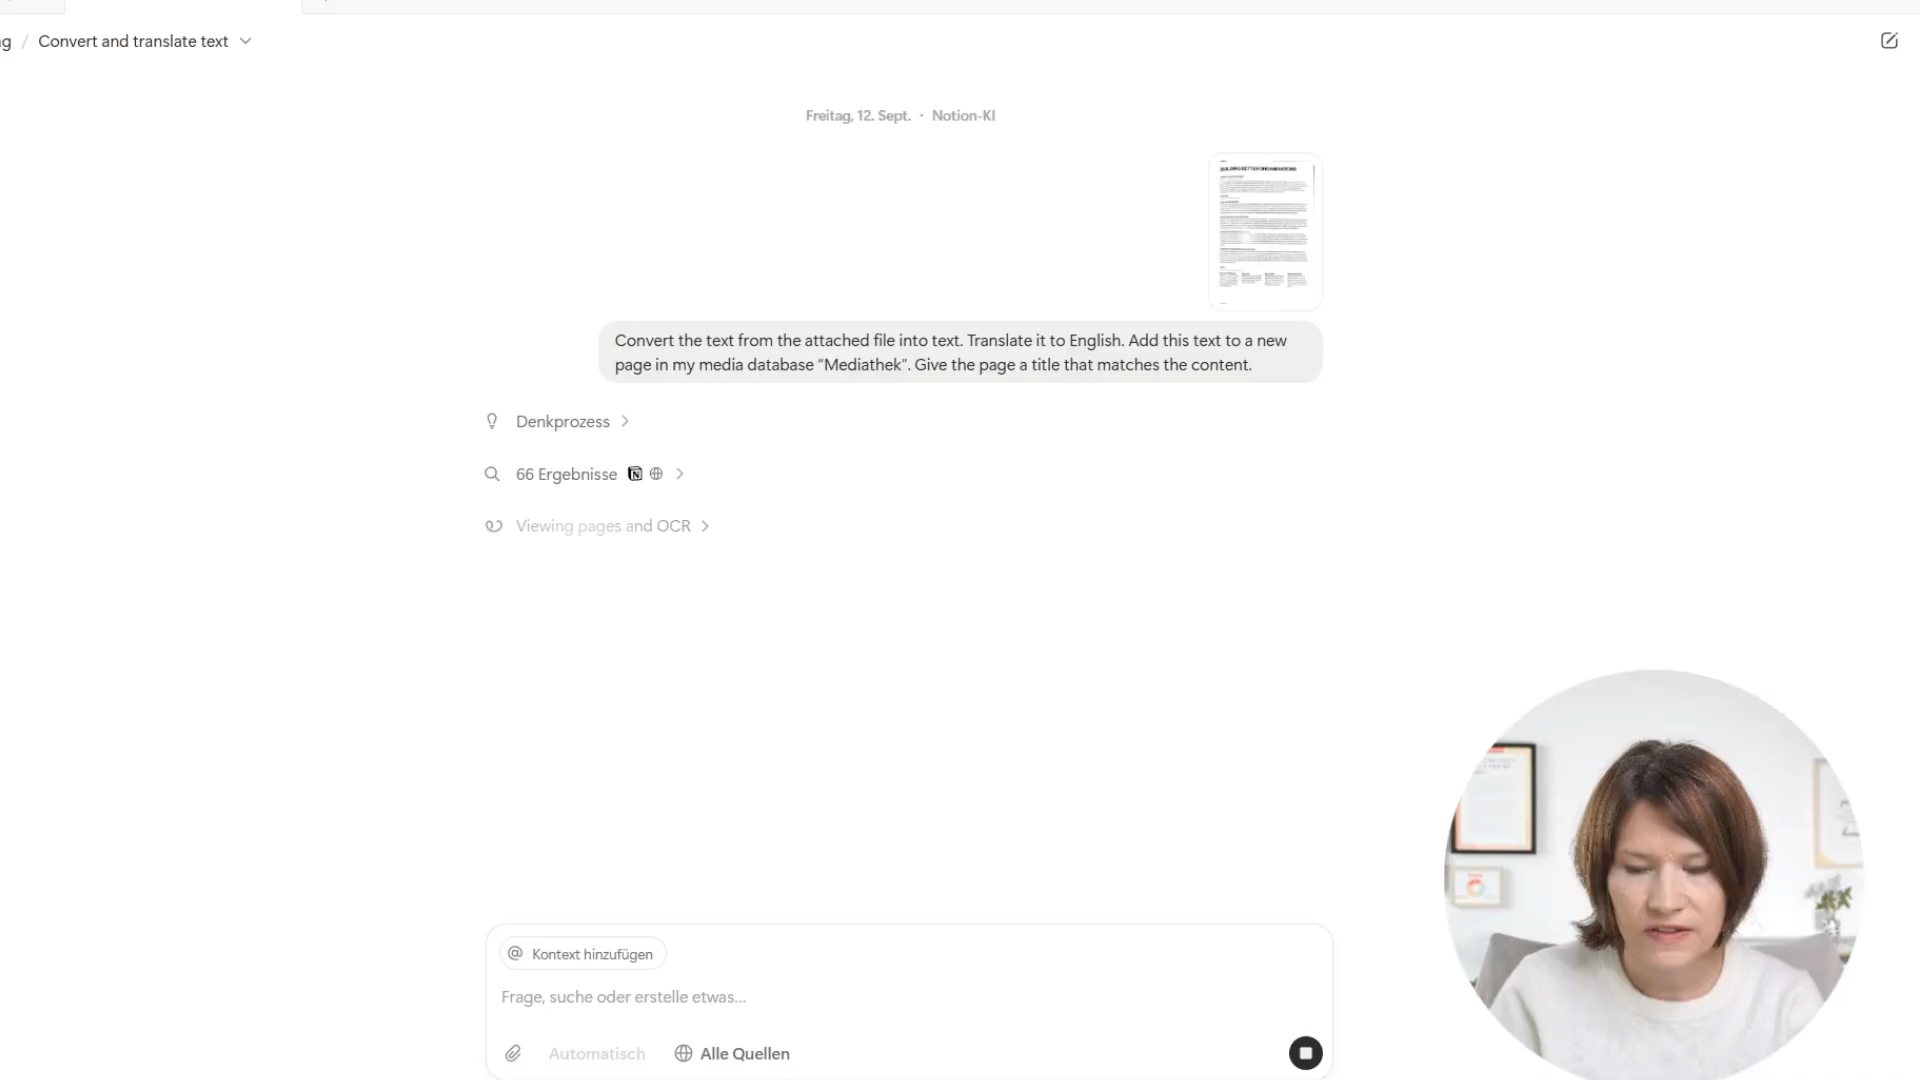 / Convert and translate text
Freitag, 12. Sept. · Notion-KI
BUILDING BETTER ORGANISATIONS
Convert the text from the attached file into text. Translate it to English. Add this text to a new
page in my media database “Mediathek”. Give the page a title that matches the content.
Denkprozess
66 Ergebnisse
Viewing pages and OCR
@ Kontext hinzufügen
Frage, suche oder erstelle etwas...
Automatisch
Alle Quellen